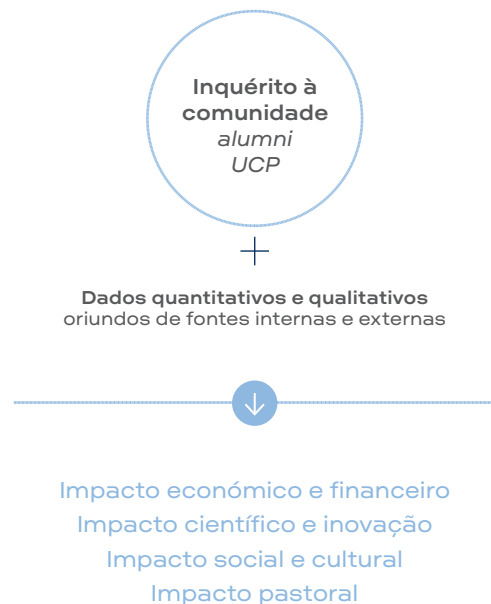 Inquérito à
comunidade
alumni
UCP
+
Dados quantitativos e qualitativos
oriundos de fontes internas e externas
Impacto económico e financeiro
Impacto científico e inovação
Impacto social e cultural
Impacto pastoral